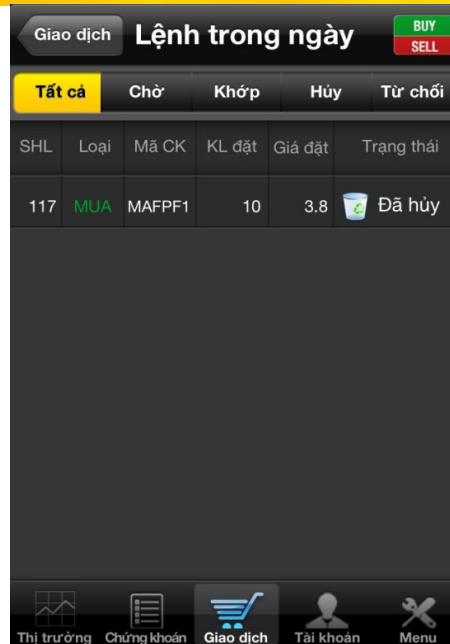 Giao dịch Lệnh trong ngày BUY
SELL
Tất cả Chờ Khớp Hủy Từ chối
SHL Loại Mã CK KL đặt Giá đặt Trạng thái
117 MUA MAFPF1 10 3.8 Đã hủy
Thị trường Chứng khoán Giao dịch Tài khoản Menu